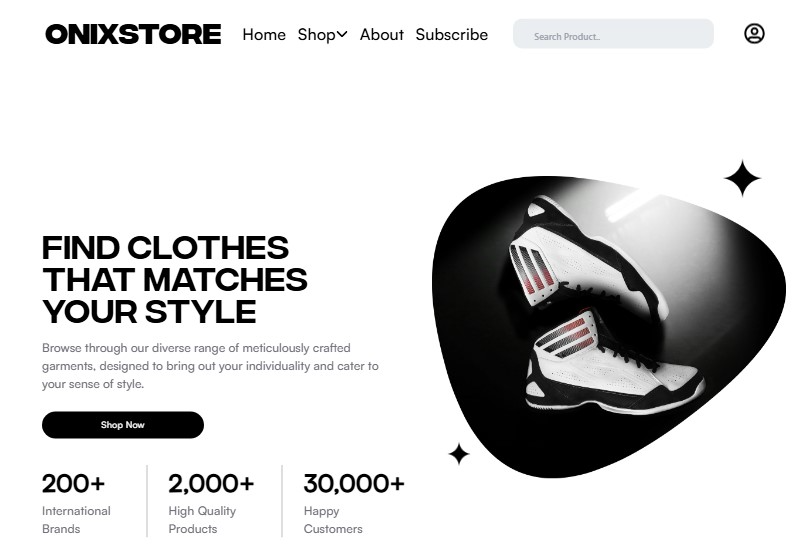 ONIXSTORE
Home Shop About Subscribe
Search Product..
FIND CLOTHES
THAT MATCHES
YOUR STYLE
Browse through our diverse range of meticulously crafted
garments, designed to bring out your individuality and cater to
your sense of style.
Shop Now
200+
International
Brands
2,000+
High Quality
Products
30,000+
Happy
Customers